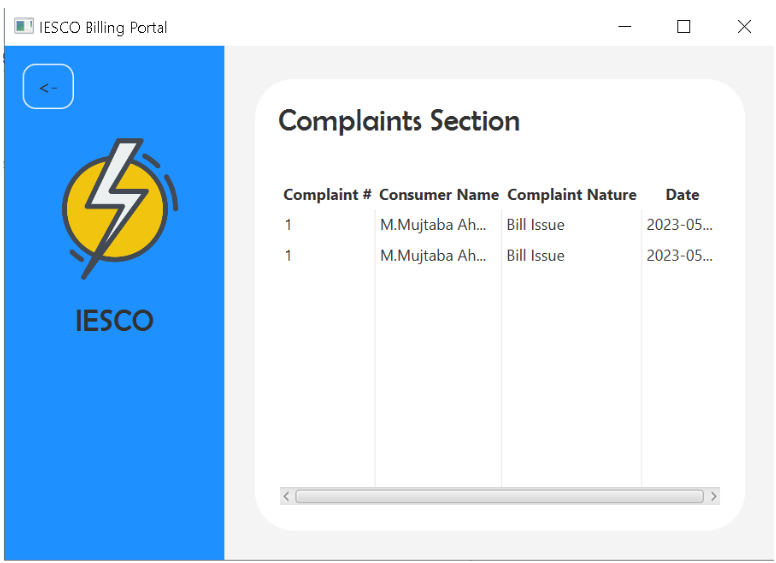 IESCO Billing Portal
<-
IESCO
Complaints Section
Complaint # Consumer Name Complaint Nature Date
1 M.Mujtaba Ah... Bill Issue 2023-05...
1 M.Mujtaba Ah... Bill Issue 2023-05...